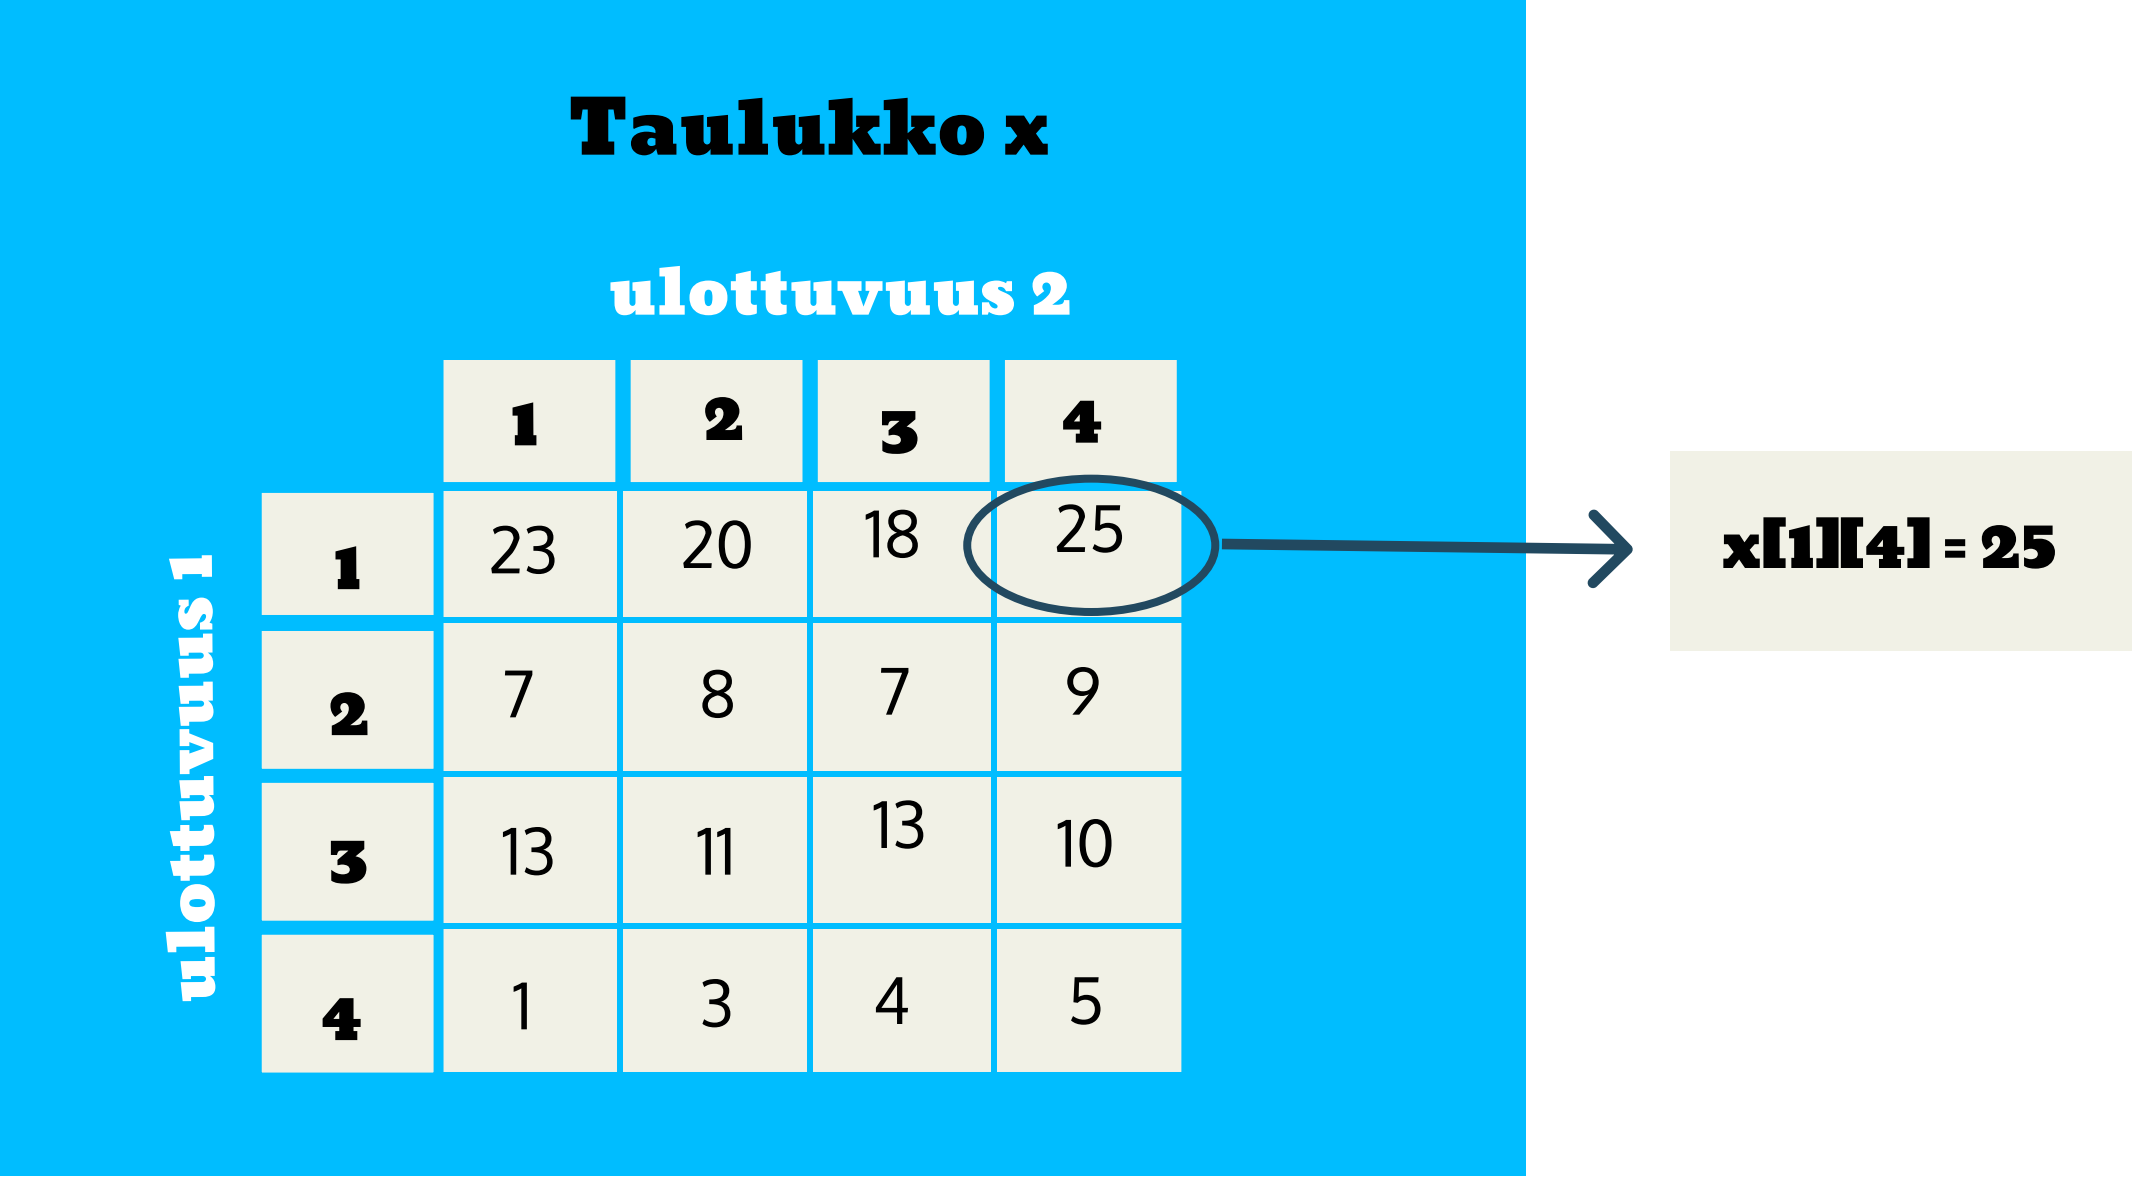 Taulukko x
ulottuvuus 2
1 2 3 4
ulottuvuus 1
1 23 20 18 25
x[1][4] = 25
2 7 8 7 9
3 13 11 13 10
4 1 3 4 5